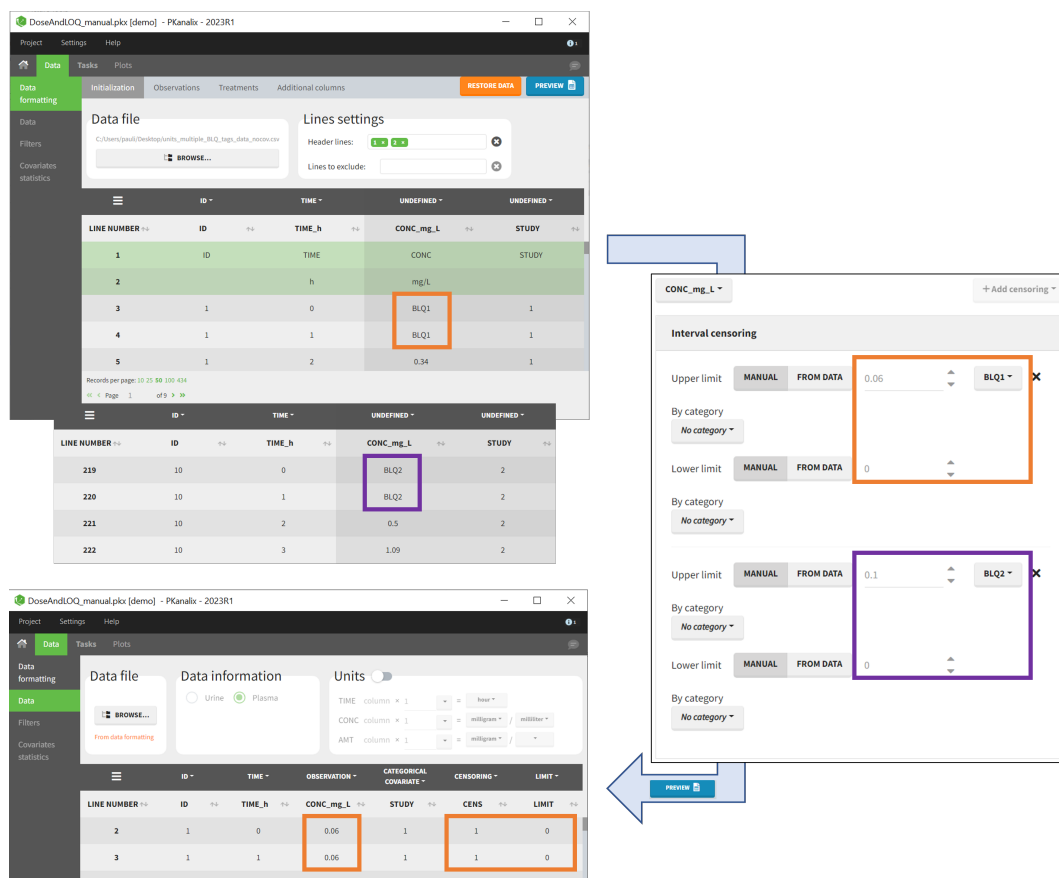 DoseAndLOQ_manual.pkx [demo] - PKanalix - 2023R1
Project Settings Help
Data Tasks Plots
Data formatting
Data
Filters
Covariates statistics
Initialization Observations Treatments Additional columns RESTORE DATA PREVIEW
Data file
C:/Users/pauli/Desktop/units_multiple_BLQ_tags_data_nocov.csv
BROWSE...
Lines settings
Header lines: 1 × 2 ×
Lines to exclude:
ID TIME UNDEFINED UNDEFINED
LINE NUMBER ID TIME_h CONC_mg_L STUDY
1 ID TIME CONC STUDY
2 h mg/L
3 1 0 BLQ1 1
4 1 1 BLQ1 1
5 1 2 0.34 1
Records per page: 10 25 50 100 434
Page 1 of 9
ID TIME UNDEFINED UNDEFINED
LINE NUMBER ID TIME_h CONC_mg_L STUDY
219 10 0 BLQ2 2
220 10 1 BLQ2 2
221 10 2 0.5 2
222 10 3 1.09 2
CONC_mg_L + Add censoring
Interval censoring
Upper limit MANUAL FROM DATA 0.06 BLQ1
By category
No category
Lower limit MANUAL FROM DATA 0
By category
No category
Upper limit MANUAL FROM DATA 0.1 BLQ2
By category
No category
Lower limit MANUAL FROM DATA 0
By category
No category
PREVIEW
DoseAndLOQ_manual.pkx [demo] - PKanalix - 2023R1
Project Settings Help
Data Tasks Plots
Data formatting
Data
Filters
Covariates statistics
Data file
BROWSE...
From data formatting
Data information
Urine Plasma
Units
TIME column × 1 = hour
CONC column × 1 = milligram / milliliter
AMT column × 1 = milligram /
ID TIME OBSERVATION CATEGORICAL COVARIATE CENSORING LIMIT
LINE NUMBER ID TIME_h CONC_mg_L STUDY CENS LIMIT
2 1 0 0.06 1 1 0
3 1 1 0.06 1 1 0